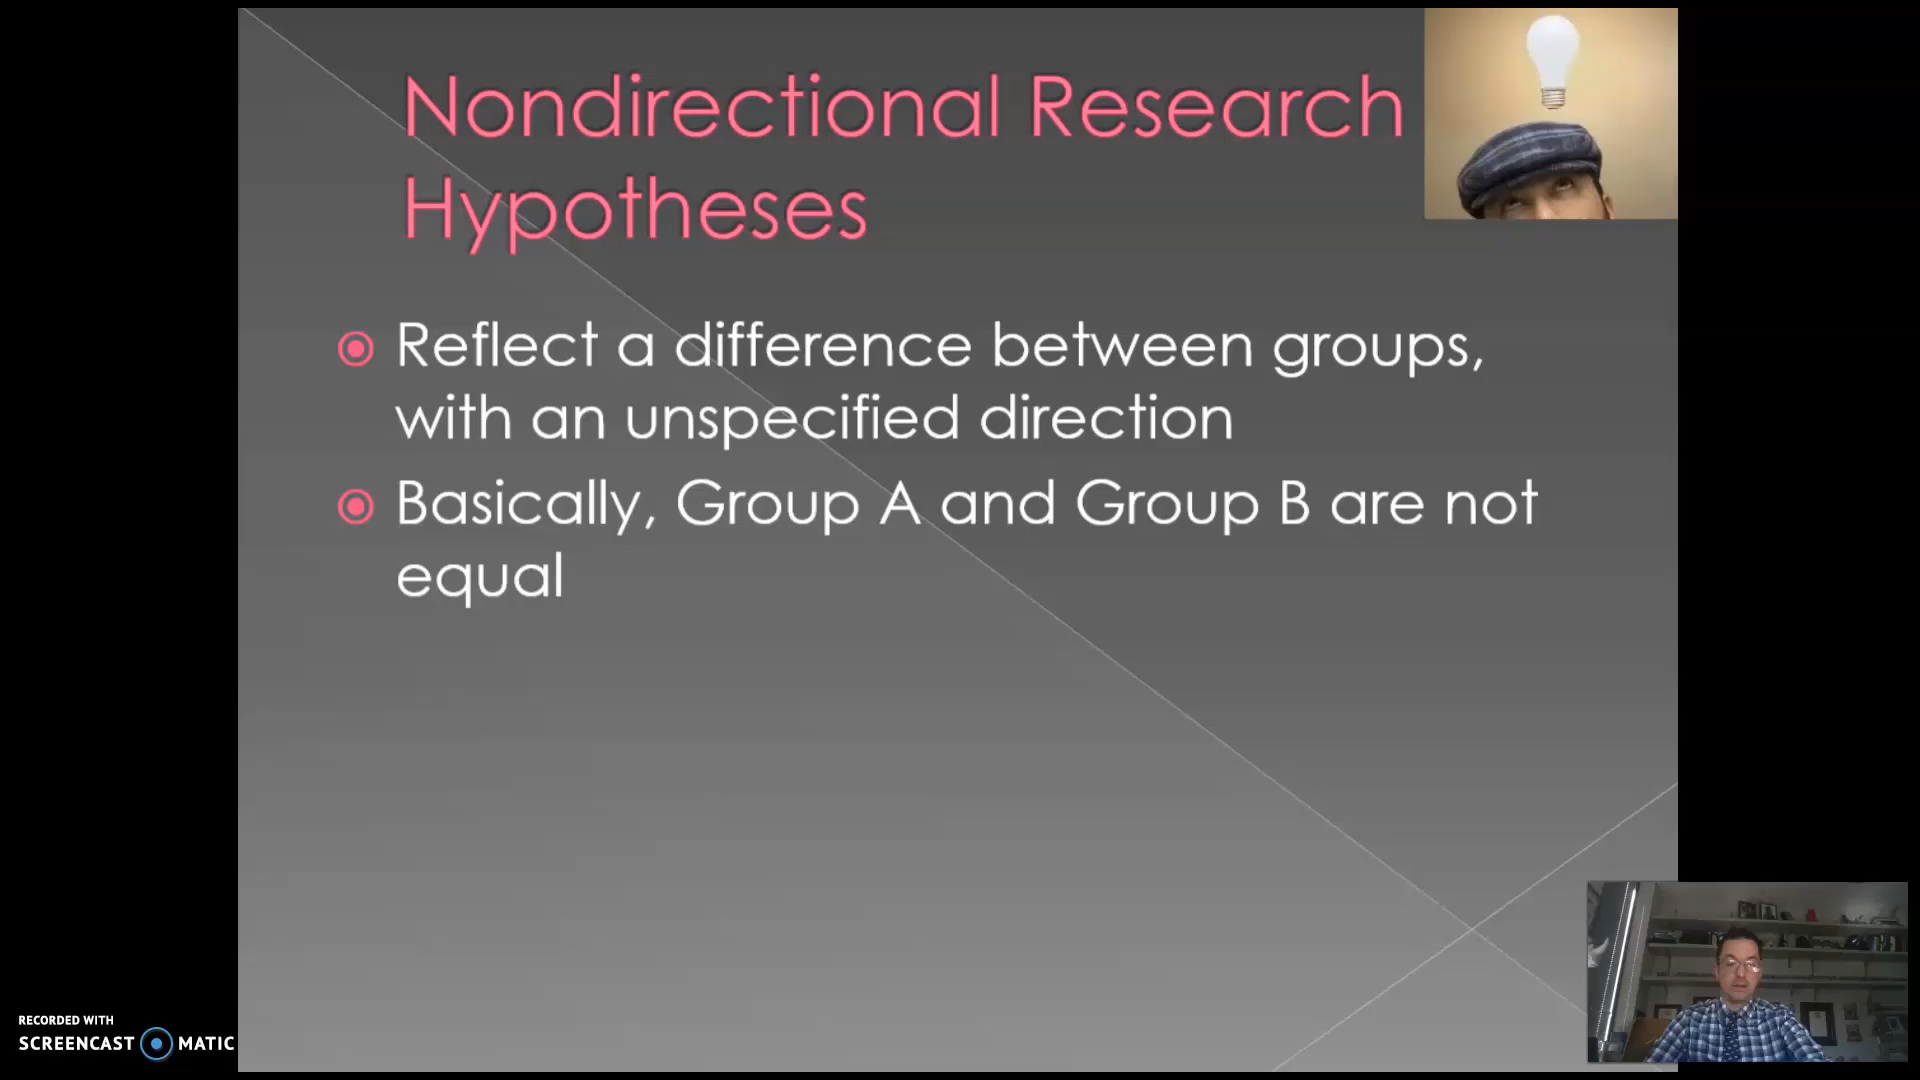 Nondirectional Research
Hypotheses
Reflect a difference between groups,
with an unspecified direction
Basically, Group A and Group B are not
equal
RECORDED WITH
SCREENCAST MATIC